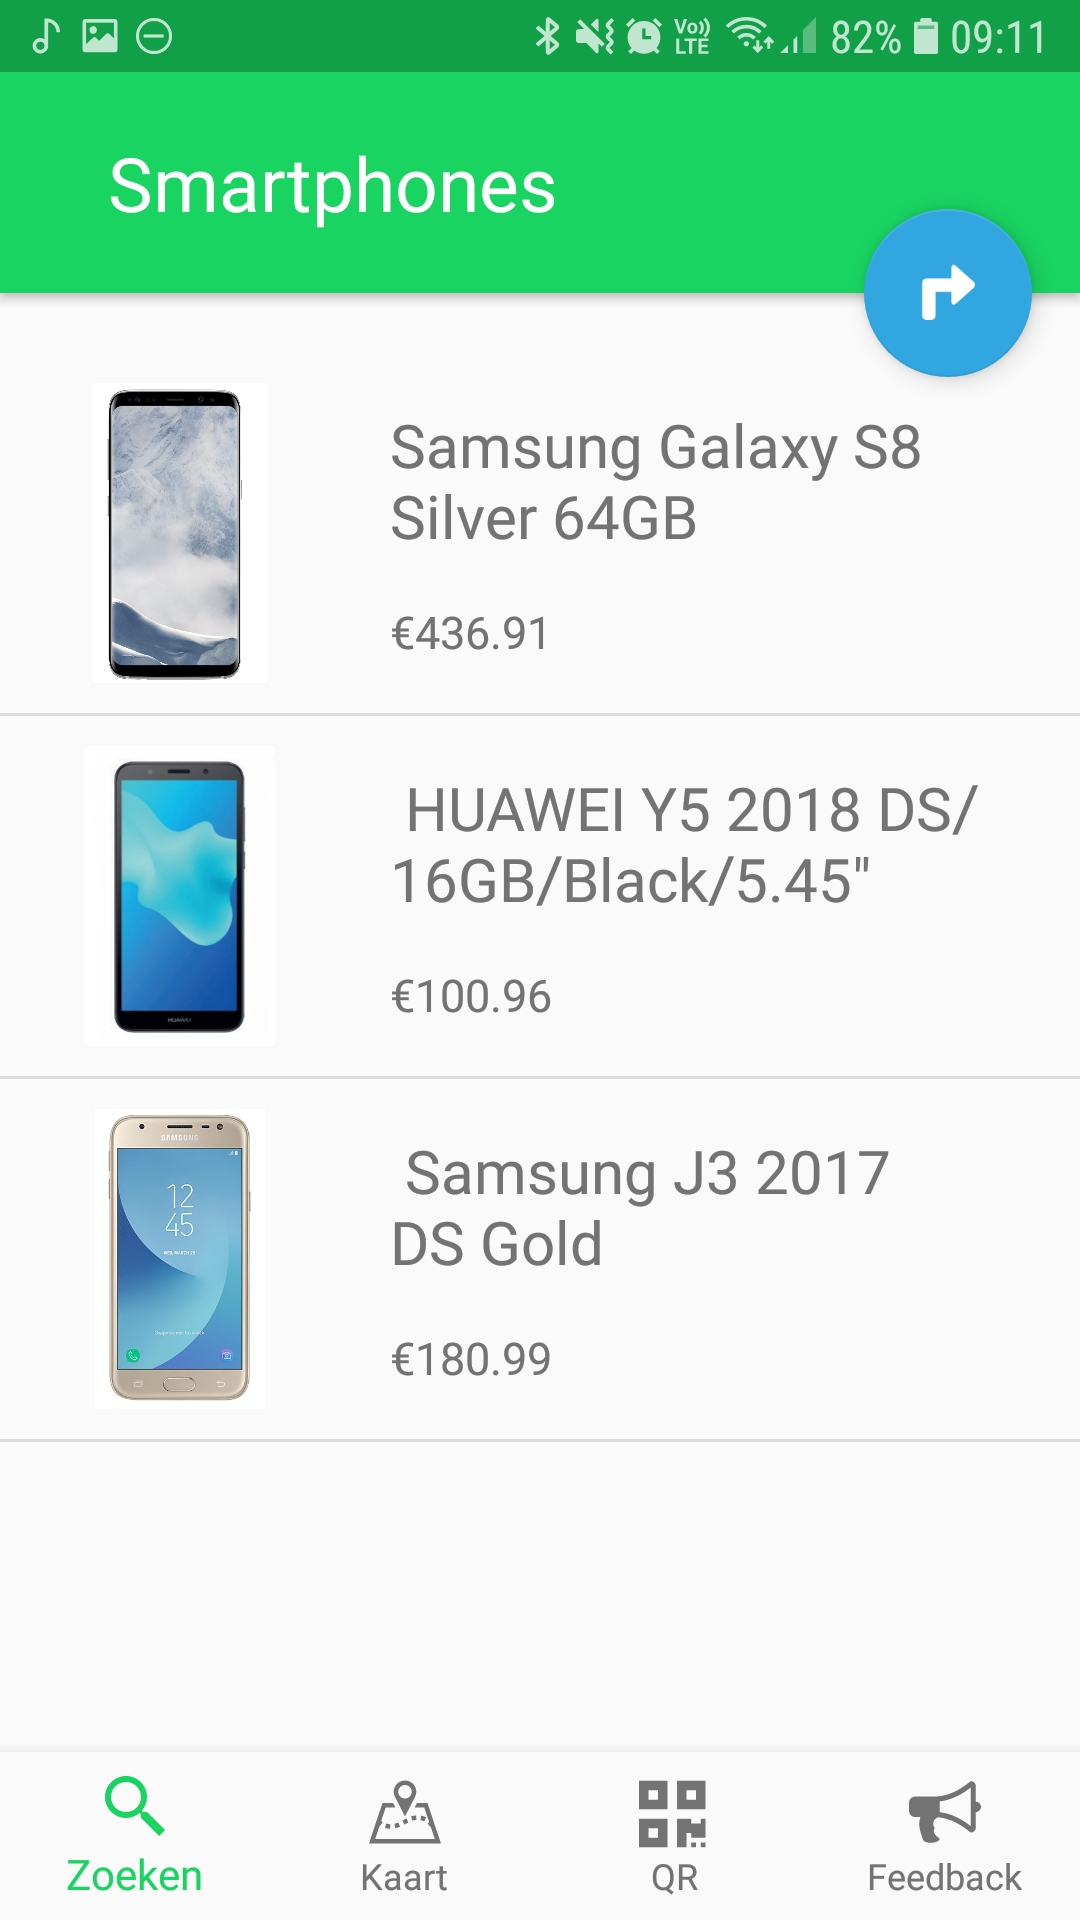 Vo)) LTE 82% 09:11
Smartphones
Samsung Galaxy S8
Silver 64GB
€436.91
HUAWEI Y5 2018 DS/
16GB/Black/5.45"
€100.96
HUAWEI
Samsung J3 2017
DS Gold
€180.99
SAMSUNG
12
45
Zoeken
Kaart
QR
Feedback